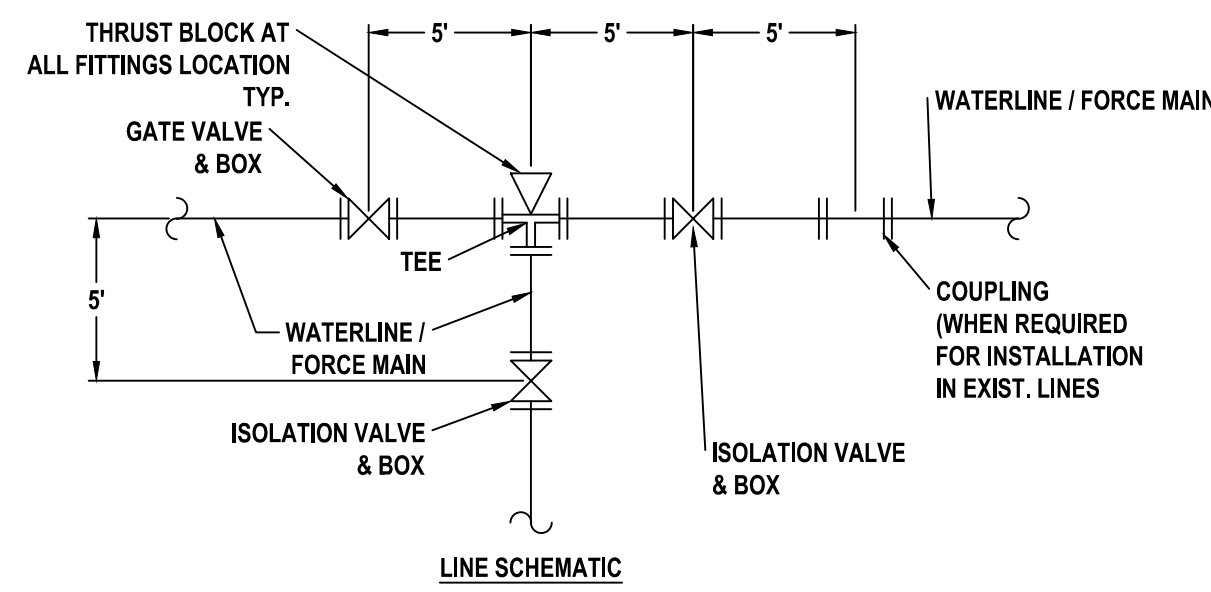 5'
5'
5'
THRUST BLOCK AT
ALL FITTINGS LOCATION
TYP.
GATE VALVE
& BOX
WATERLINE / FORCE MAIN
TEE
5'
WATERLINE /
FORCE MAIN
COUPLING
(WHEN REQUIRED
FOR INSTALLATION
IN EXIST. LINES
ISOLATION VALVE
& BOX
ISOLATION VALVE
& BOX
LINE SCHEMATIC